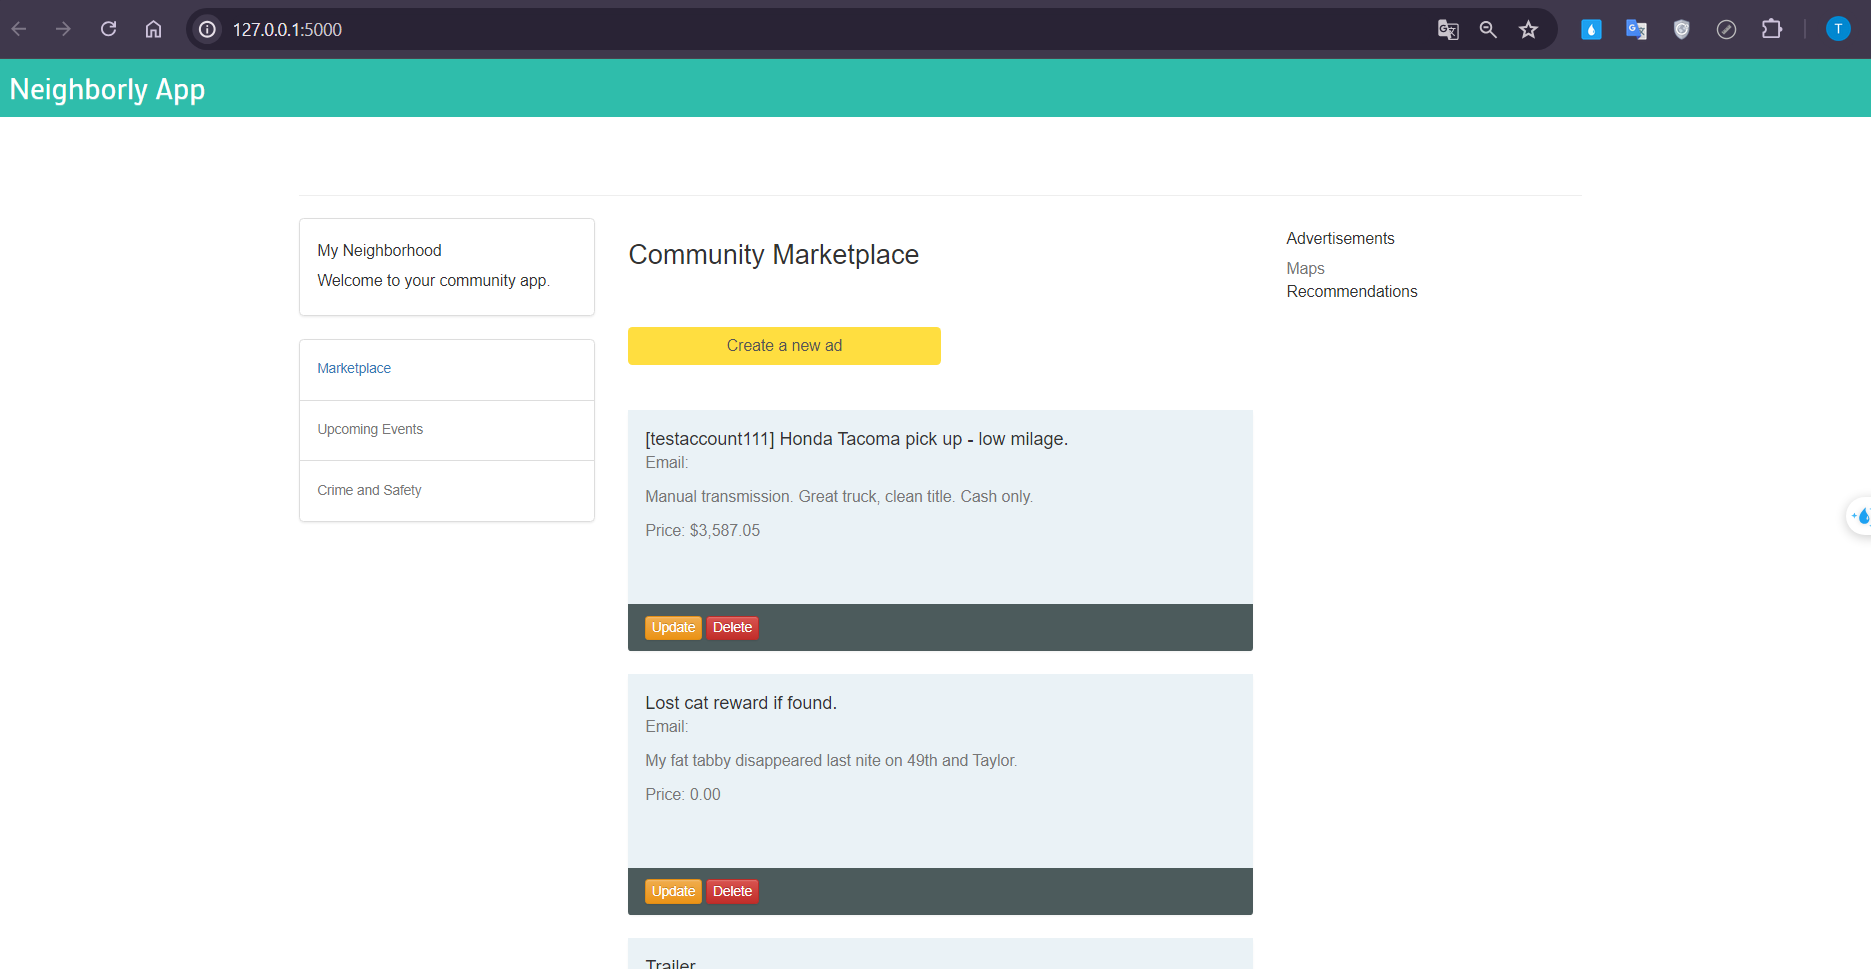 127.0.0.1:5000
T
Neighborly App
My Neighborhood
Welcome to your community app.
Marketplace
Upcoming Events
Crime and Safety
Community Marketplace
Create a new ad
[testaccount111] Honda Tacoma pick up - low milage.
Email:
Manual transmission. Great truck, clean title. Cash only.
Price: $3,587.05
Update Delete
Lost cat reward if found.
Email:
My fat tabby disappeared last nite on 49th and Taylor.
Price: 0.00
Update Delete
Trailer
Advertisements
Maps
Recommendations